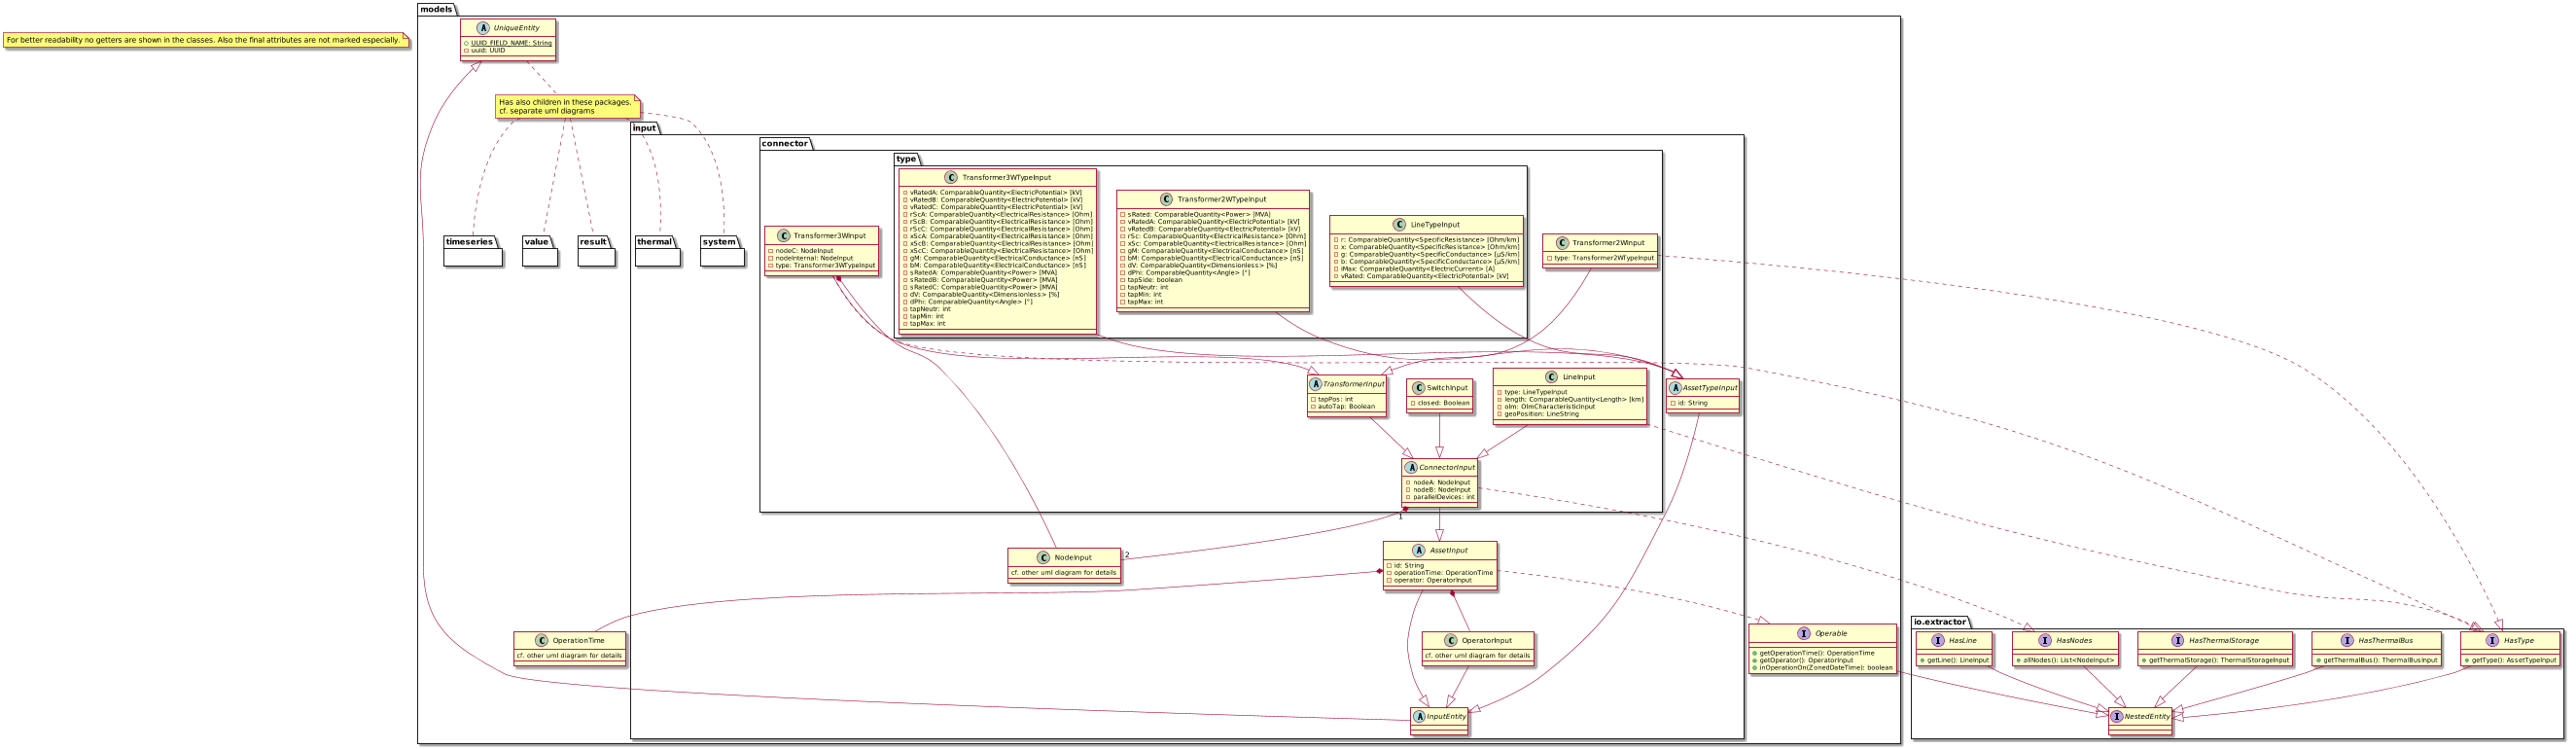 models
UniqueEntity
UUID_FIELD_NAME: String
uuid: UUID
For better readability no getters are shown in the classes. Also the final attributes are not marked especially.
Has also children in these packages.
cf. separate uml diagrams
timeseries
value
result
input
thermal
system
connector
type
Transformer3WTypeInput
vRatedA: ComparableQuantity<ElectricPotential> [kV]
vRatedB: ComparableQuantity<ElectricPotential> [kV]
vRatedC: ComparableQuantity<ElectricPotential> [kV]
rScA: ComparableQuantity<ElectricalResistance> [Ohm]
rScB: ComparableQuantity<ElectricalResistance> [Ohm]
rScC: ComparableQuantity<ElectricalResistance> [Ohm]
xScA: ComparableQuantity<ElectricalResistance> [Ohm]
xScB: ComparableQuantity<ElectricalResistance> [Ohm]
xScC: ComparableQuantity<ElectricalResistance> [Ohm]
gM: ComparableQuantity<ElectricalConductance> [nS]
bM: ComparableQuantity<ElectricalConductance> [nS]
sRatedA: ComparableQuantity<Power> [MVA]
sRatedB: ComparableQuantity<Power> [MVA]
sRatedC: ComparableQuantity<Power> [MVA]
dV: ComparableQuantity<Dimensionless> [%]
dPhi: ComparableQuantity<Angle> [°]
tapNeutr: int
tapMin: int
tapMax: int
Transformer2WTypeInput
sRated: ComparableQuantity<Power> [MVA]
vRatedA: ComparableQuantity<ElectricPotential> [kV]
vRatedB: ComparableQuantity<ElectricPotential> [kV]
rSc: ComparableQuantity<ElectricalResistance> [Ohm]
xSc: ComparableQuantity<ElectricalResistance> [Ohm]
gM: ComparableQuantity<ElectricalConductance> [nS]
bM: ComparableQuantity<ElectricalConductance> [nS]
dV: ComparableQuantity<Dimensionless> [%]
dPhi: ComparableQuantity<Angle> [°]
tapSide: boolean
tapNeutr: int
tapMin: int
tapMax: int
LineTypeInput
r: ComparableQuantity<SpecificResistance> [Ohm/km]
x: ComparableQuantity<SpecificResistance> [Ohm/km]
g: ComparableQuantity<SpecificConductance> [µS/km]
b: ComparableQuantity<SpecificConductance> [µS/km]
iMax: ComparableQuantity<ElectricCurrent> [A]
vRated: ComparableQuantity<ElectricPotential> [kV]
Transformer3WInput
nodeC: NodeInput
nodeInternal: NodeInput
type: Transformer3WTypeInput
Transformer2WInput
type: Transformer2WTypeInput
TransformerInput
tapPos: int
autoTap: Boolean
SwitchInput
closed: Boolean
LineInput
type: LineTypeInput
length: ComparableQuantity<Length> [km]
olm: OlmCharacteristicInput
geoPosition: LineString
AssetTypeInput
id: String
ConnectorInput
nodeA: NodeInput
nodeB: NodeInput
parallelDevices: int
1
2
NodeInput
cf. other uml diagram for details
AssetInput
id: String
operationTime: OperationTime
operator: OperatorInput
OperationTime
cf. other uml diagram for details
OperatorInput
cf. other uml diagram for details
Operable
getOperationTime(): OperationTime
getOperator(): OperatorInput
inOperationOn(ZonedDateTime): boolean
InputEntity
io.extractor
HasLine
getLine(): LineInput
HasNodes
allNodes(): List<NodeInput>
HasThermalStorage
getThermalStorage(): ThermalStorageInput
HasThermalBus
getThermalBus(): ThermalBusInput
HasType
getType(): AssetTypeInput
NestedEntity